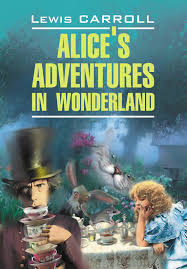 LEWIS CARROLL
ALICE'S
ADVENTURES
IN WONDERLAND